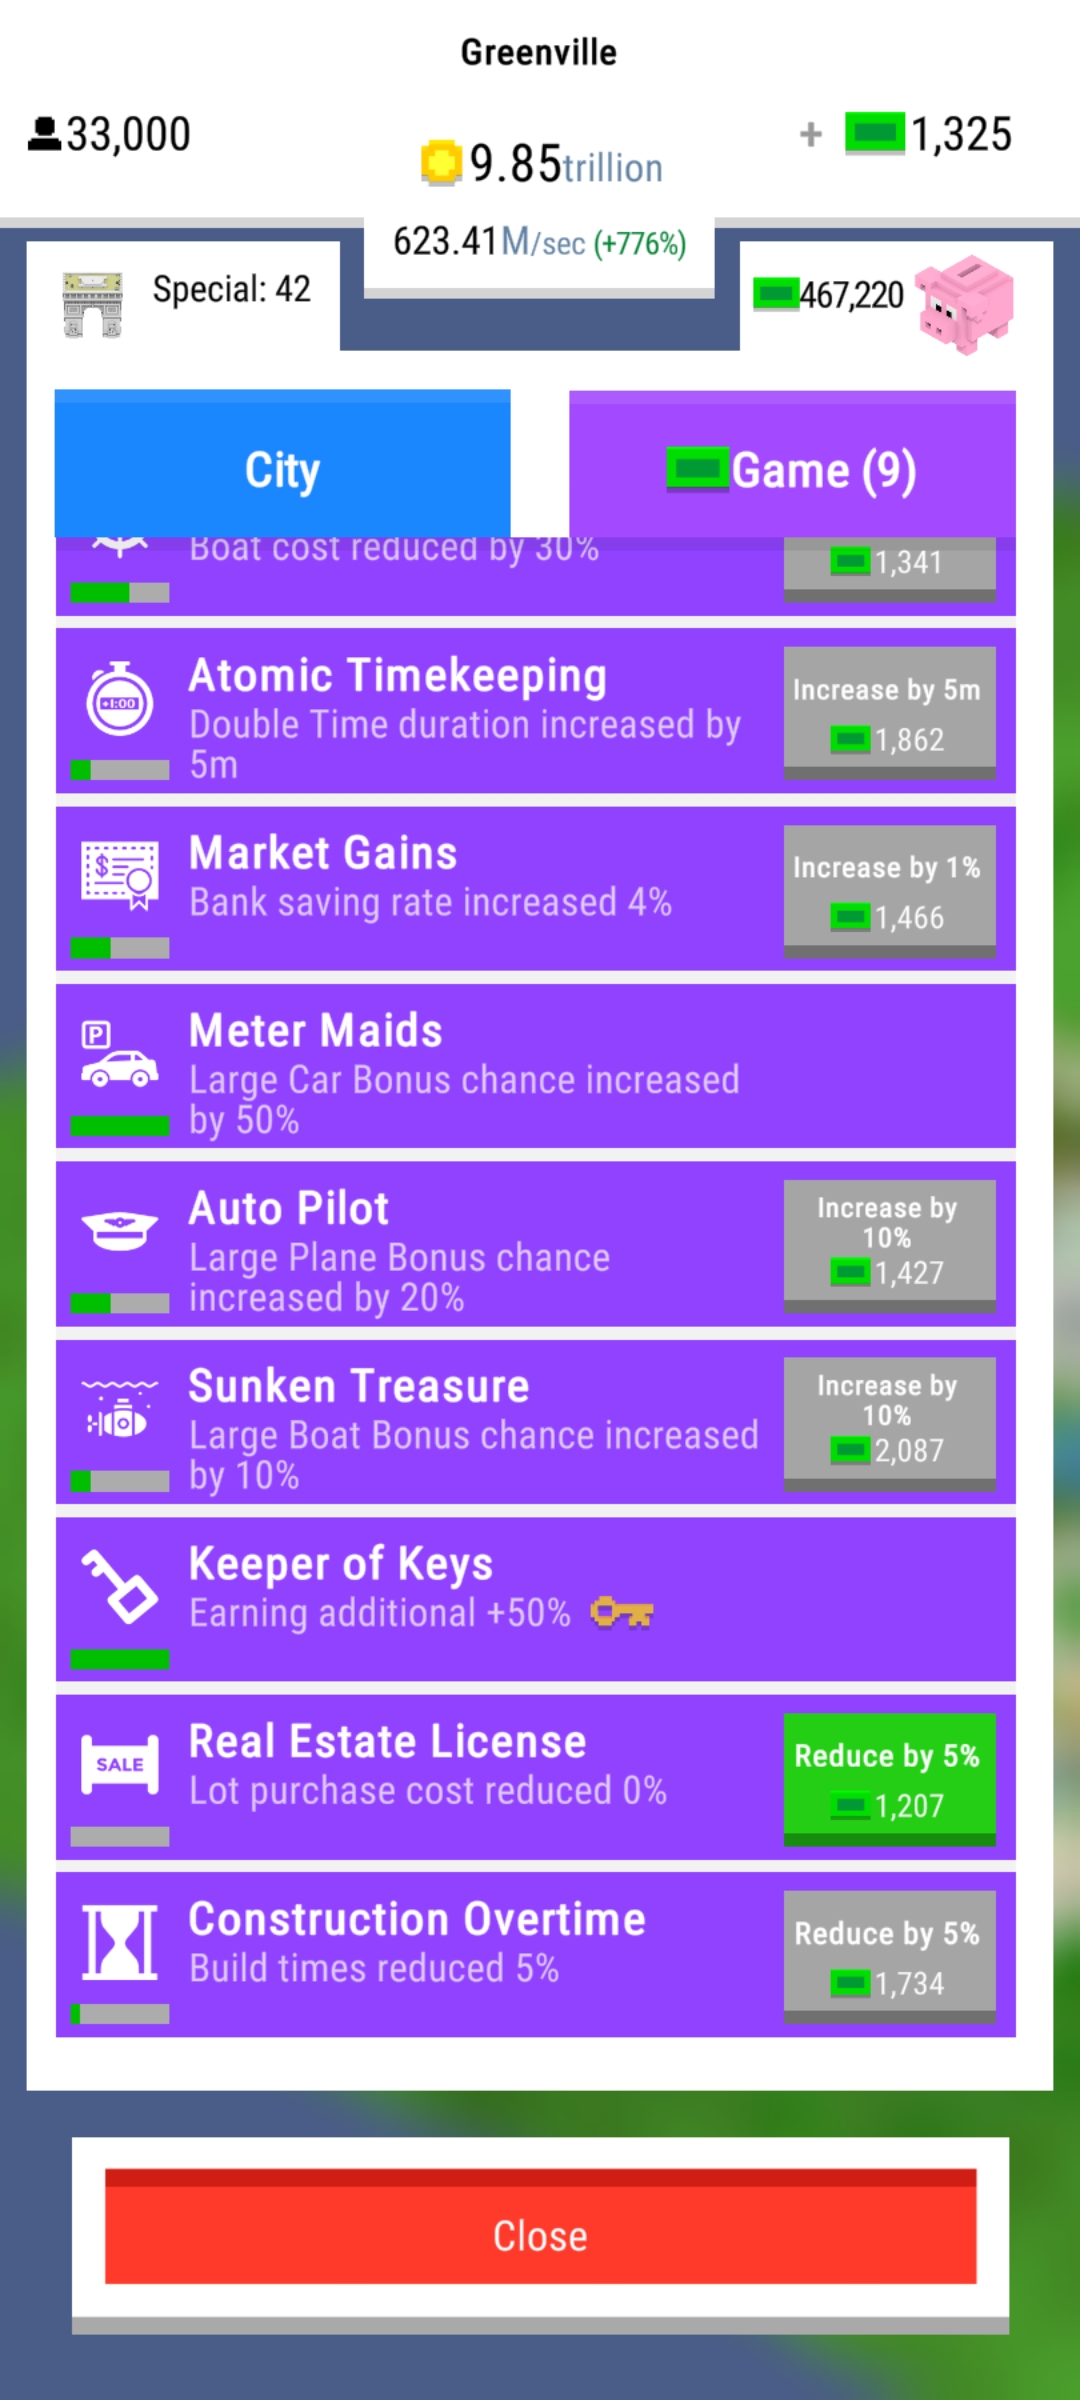 Greenville
33,000
9.85trillion
+ 1,325
623.41M/sec (+776%)
Special: 42
467,220
City
Game (9)
Boat cost reduced by 30%
1,341
Atomic Timekeeping
Double Time duration increased by
5m
Increase by 5m
1,862
+1:00
Market Gains
Bank saving rate increased 4%
Increase by 1%
1,466
$
Meter Maids
Large Car Bonus chance increased
by 50%
P
Auto Pilot
Large Plane Bonus chance
increased by 20%
Increase by
10%
1,427
Sunken Treasure
Large Boat Bonus chance increased
by 10%
Increase by
10%
2,087
Keeper of Keys
Earning additional +50%
Real Estate License
Lot purchase cost reduced 0%
SALE
Reduce by 5%
1,207
Construction Overtime
Build times reduced 5%
Reduce by 5%
1,734
Close